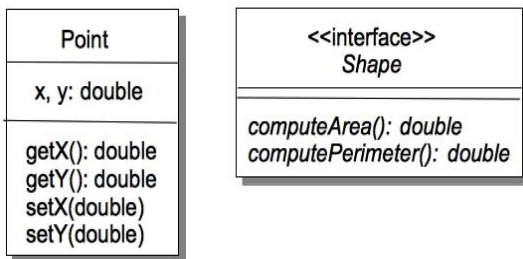 Point
x, y: double
getX(): double
getY(): double
setX(double)
setY(double)
<<interface>>
Shape
computeArea(): double
computePerimeter(): double